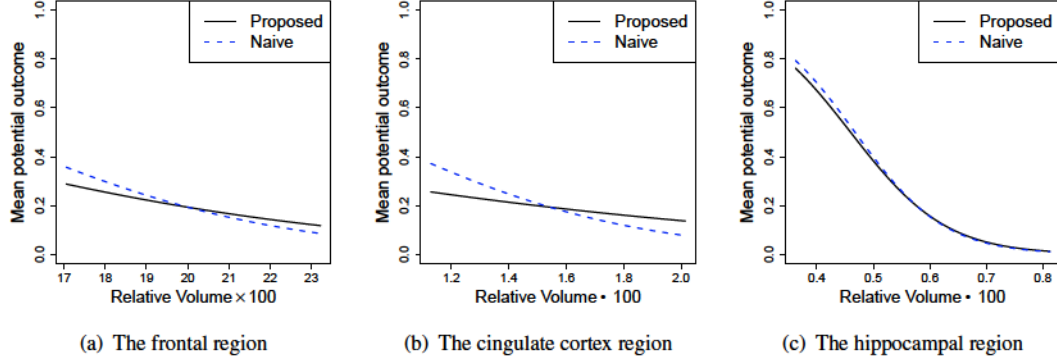 Mean potential outcome
0.0 0.2 0.4 0.6 0.8 1.0
Proposed
Naive
17 18 19 20 21 22 23
Relative Volume × 100
(a) The frontal region
Mean potential outcome
0.0 0.2 0.4 0.6 0.8 1.0
Proposed
Naive
1.2 1.4 1.6 1.8 2.0
Relative Volume • 100
(b) The cingulate cortex region
Mean potential outcome
0.0 0.2 0.4 0.6 0.8 1.0
Proposed
Naive
0.4 0.5 0.6 0.7 0.8
Relative Volume • 100
(c) The hippocampal region